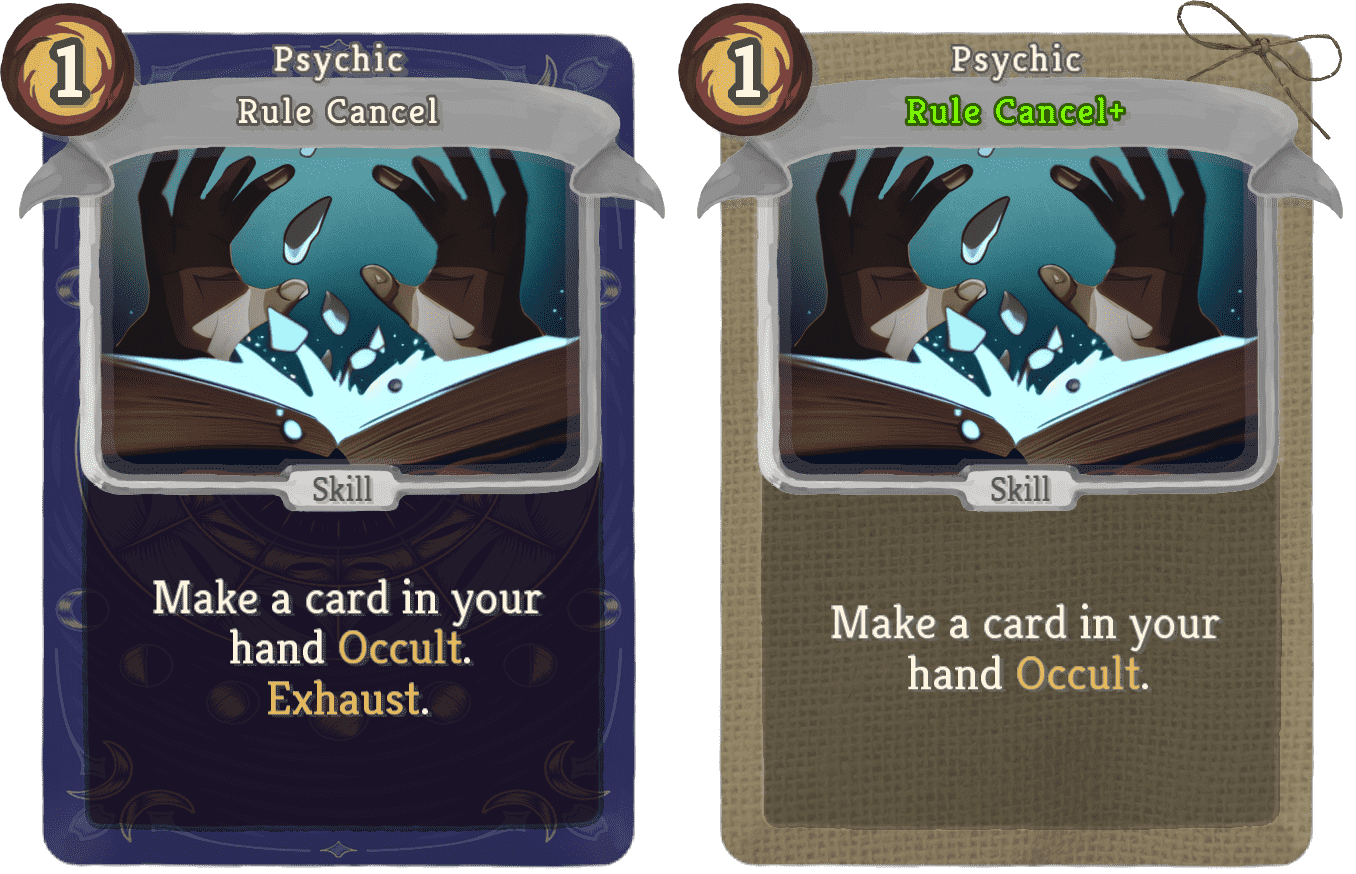 1
Psychic
Rule Cancel
Skill
Make a card in your
hand Occult.
Exhaust.
1
Psychic
Rule Cancel+
Skill
Make a card in your
hand Occult.